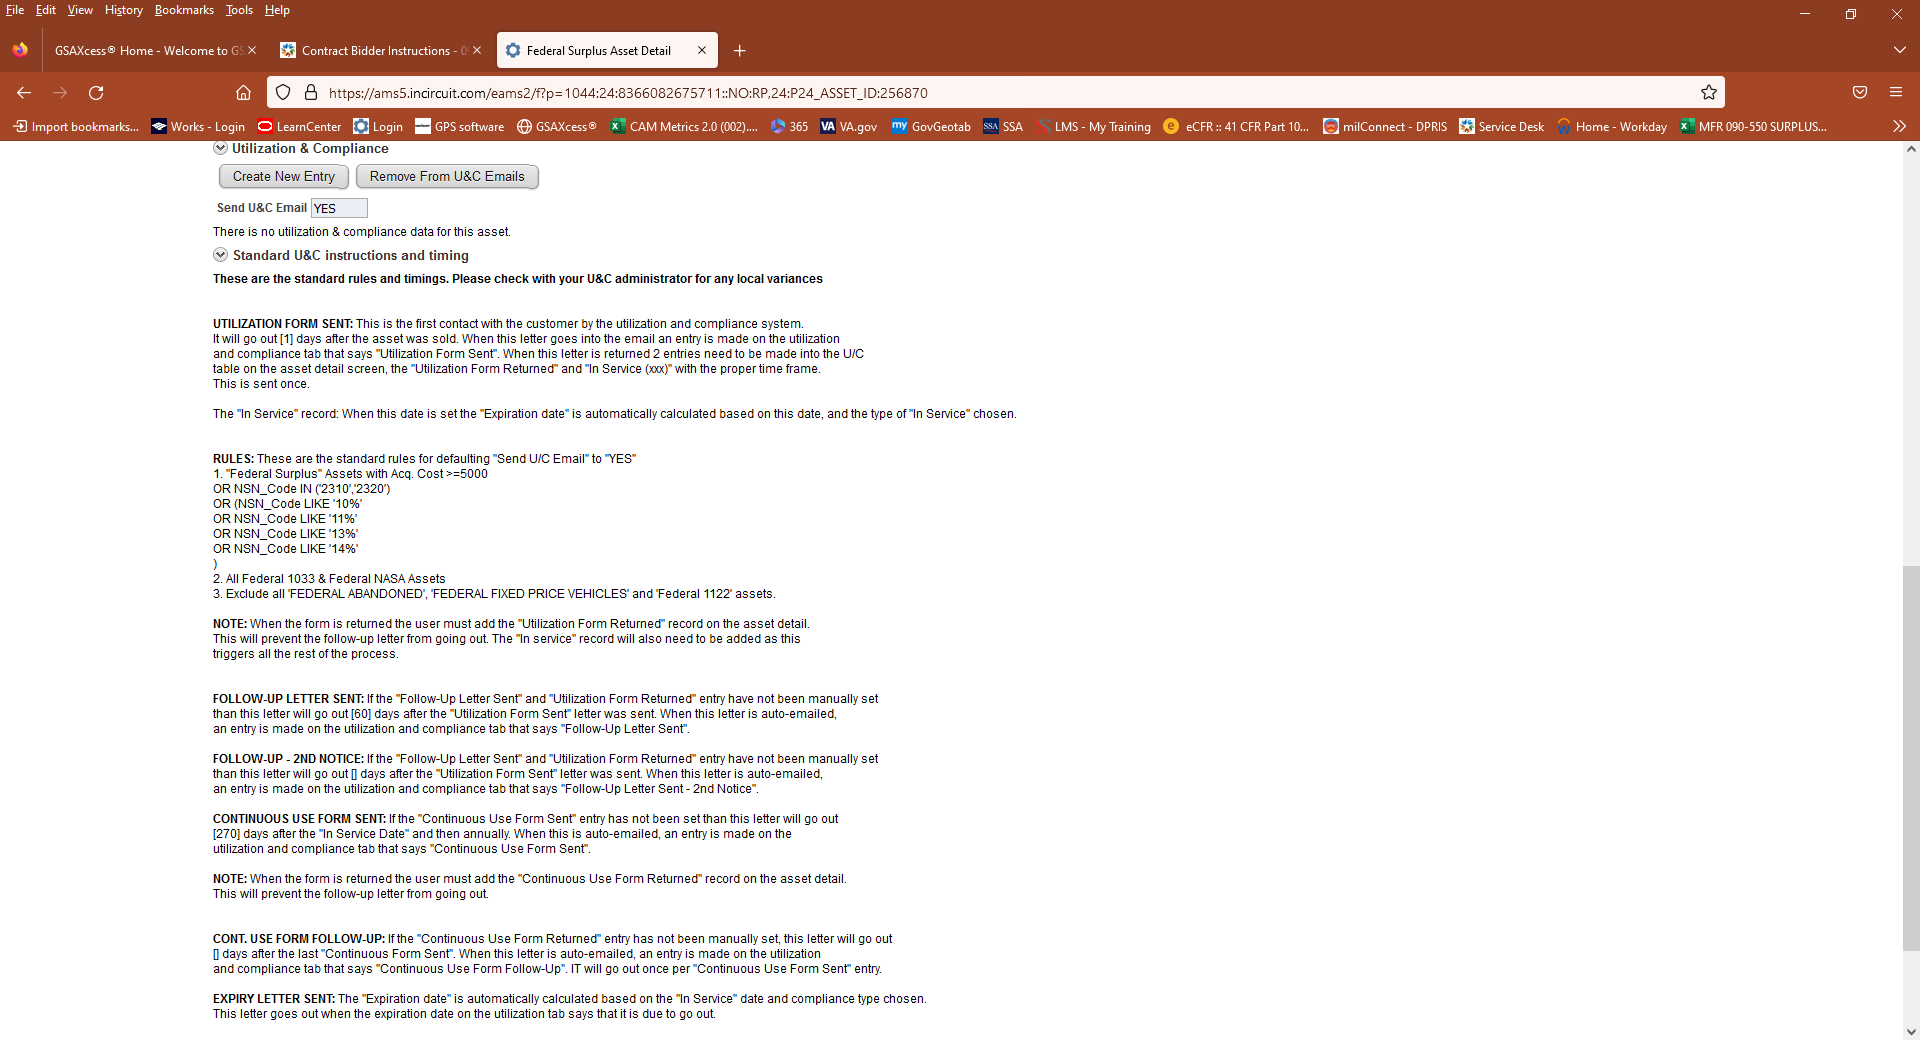 File Edit View History Bookmarks Tools Help
GSAXcess® Home - Welcome to GS
Contract Bidder Instructions - 0
Federal Surplus Asset Detail
https://ams5.incircuit.com/eams2/f?p=1044:24:8366082675711::NO:RP,24:P24_ASSET_ID:256870
Import bookmarks... Works - Login LearnCenter Login GPS software GSAXcess® CAM Metrics 2.0 (002).... 365 VA VA.gov my GovGeotab SSA SSA LMS - My Training eCFR :: 41 CFR Part 10... milConnect - DPRIS Service Desk Home - Workday MFR 090-550 SURPLUS...
Utilization & Compliance
Create New Entry Remove From U&C Emails
Send U&C Email YES
There is no utilization & compliance data for this asset.
Standard U&C instructions and timing
These are the standard rules and timings. Please check with your U&C administrator for any local variances
UTILIZATION FORM SENT: This is the first contact with the customer by the utilization and compliance system.
It will go out [1] days after the asset was sold. When this letter goes into the email an entry is made on the utilization
and compliance tab that says "Utilization Form Sent". When this letter is returned 2 entries need to be made into the U/C
table on the asset detail screen, the "Utilization Form Returned" and "In Service (xxx)" with the proper time frame.
This is sent once.
The "In Service" record: When this date is set the "Expiration date" is automatically calculated based on this date, and the type of "In Service" chosen.
RULES: These are the standard rules for defaulting "Send U/C Email" to "YES"
1. "Federal Surplus" Assets with Acq. Cost >=5000
OR NSN_Code IN ('2310','2320')
OR (NSN_Code LIKE '10%'
OR NSN_Code LIKE '11%'
OR NSN_Code LIKE '13%'
OR NSN_Code LIKE '14%'
)
2. All Federal 1033 & Federal NASA Assets
3. Exclude all 'FEDERAL ABANDONED', 'FEDERAL FIXED PRICE VEHICLES' and 'Federal 1122' assets.
NOTE: When the form is returned the user must add the "Utilization Form Returned" record on the asset detail.
This will prevent the follow-up letter from going out. The "In service" record will also need to be added as this
triggers all the rest of the process.
FOLLOW-UP LETTER SENT: If the "Follow-Up Letter Sent" and "Utilization Form Returned" entry have not been manually set
than this letter will go out [60] days after the "Utilization Form Sent" letter was sent. When this letter is auto-emailed,
an entry is made on the utilization and compliance tab that says "Follow-Up Letter Sent".
FOLLOW-UP - 2ND NOTICE: If the "Follow-Up Letter Sent" and "Utilization Form Returned" entry have not been manually set
than this letter will go out [] days after the "Utilization Form Sent" letter was sent. When this letter is auto-emailed,
an entry is made on the utilization and compliance tab that says "Follow-Up Letter Sent - 2nd Notice".
CONTINUOUS USE FORM SENT: If the "Continuous Use Form Sent" entry has not been set than this letter will go out
[270] days after the "In Service Date" and then annually. When this is auto-emailed, an entry is made on the
utilization and compliance tab that says "Continuous Use Form Sent".
NOTE: When the form is returned the user must add the "Continuous Use Form Returned" record on the asset detail.
This will prevent the follow-up letter from going out.
CONT. USE FORM FOLLOW-UP: If the "Continuous Use Form Returned" entry has not been manually set, this letter will go out
[] days after the last "Continuous Form Sent". When this letter is auto-emailed, an entry is made on the utilization
and compliance tab that says "Continuous Use Form Follow-Up". IT will go out once per "Continuous Use Form Sent" entry.
EXPIRY LETTER SENT: The "Expiration date" is automatically calculated based on the "In Service" date and compliance type chosen.
This letter goes out when the expiration date on the utilization tab says that it is due to go out.